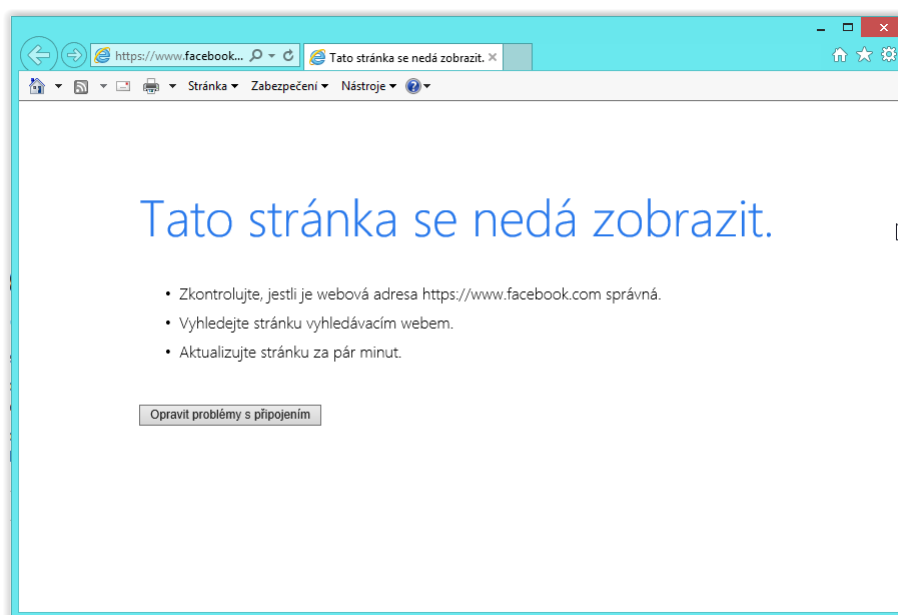 https://www.facebook... Tato stránka se nedá zobrazit.
Stránka Zabezpečení Nástroje
Tato stránka se nedá zobrazit.
• Zkontrolujte, jestli je webová adresa https://www.facebook.com správná.
• Vyhledejte stránku vyhledávacím webem.
• Aktualizujte stránku za pár minut.
Opravit problémy s připojením